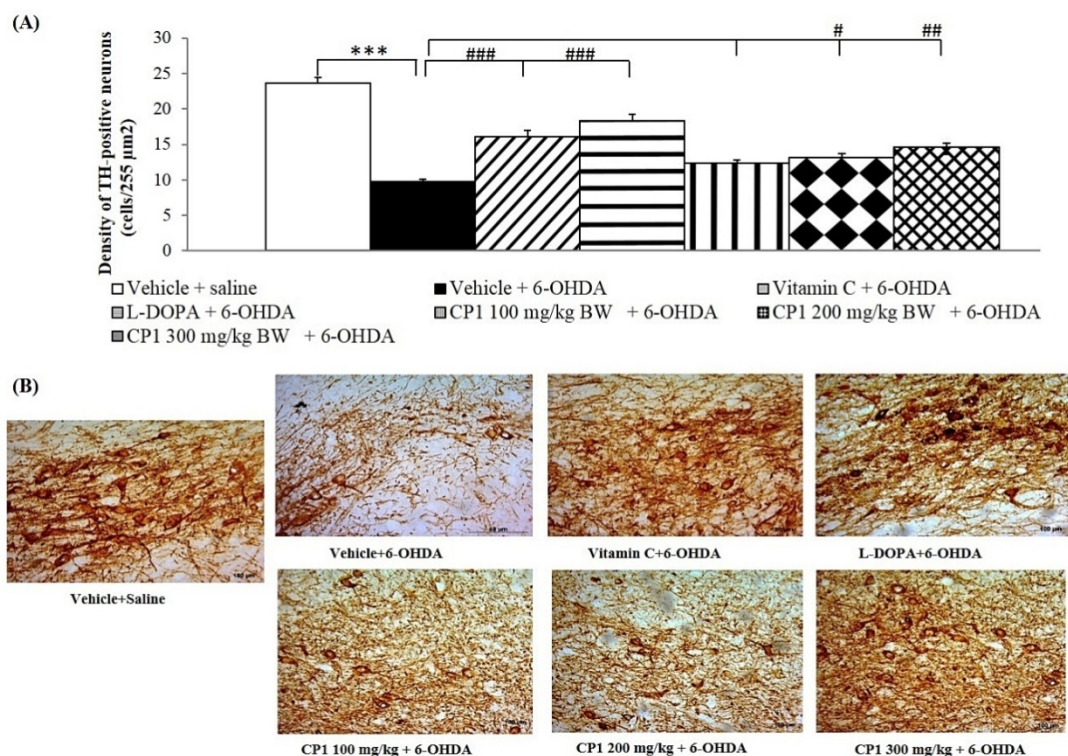 (A)
# ##
*** ### ###
30
25
20
15
10
5
0
Density of TH-positive neurons
(cells/255 µm2)
Vehicle + saline Vehicle + 6-OHDA Vitamin C + 6-OHDA
L-DOPA + 6-OHDA CP1 100 mg/kg BW + 6-OHDA CP1 200 mg/kg BW + 6-OHDA
CP1 300 mg/kg BW + 6-OHDA
(B)
100 µm
Vehicle+Saline
Vehicle+6-OHDA Vitamin C+6-OHDA L-DOPA+6-OHDA
CP1 100 mg/kg + 6-OHDA CP1 200 mg/kg + 6-OHDA CP1 300 mg/kg + 6-OHDA